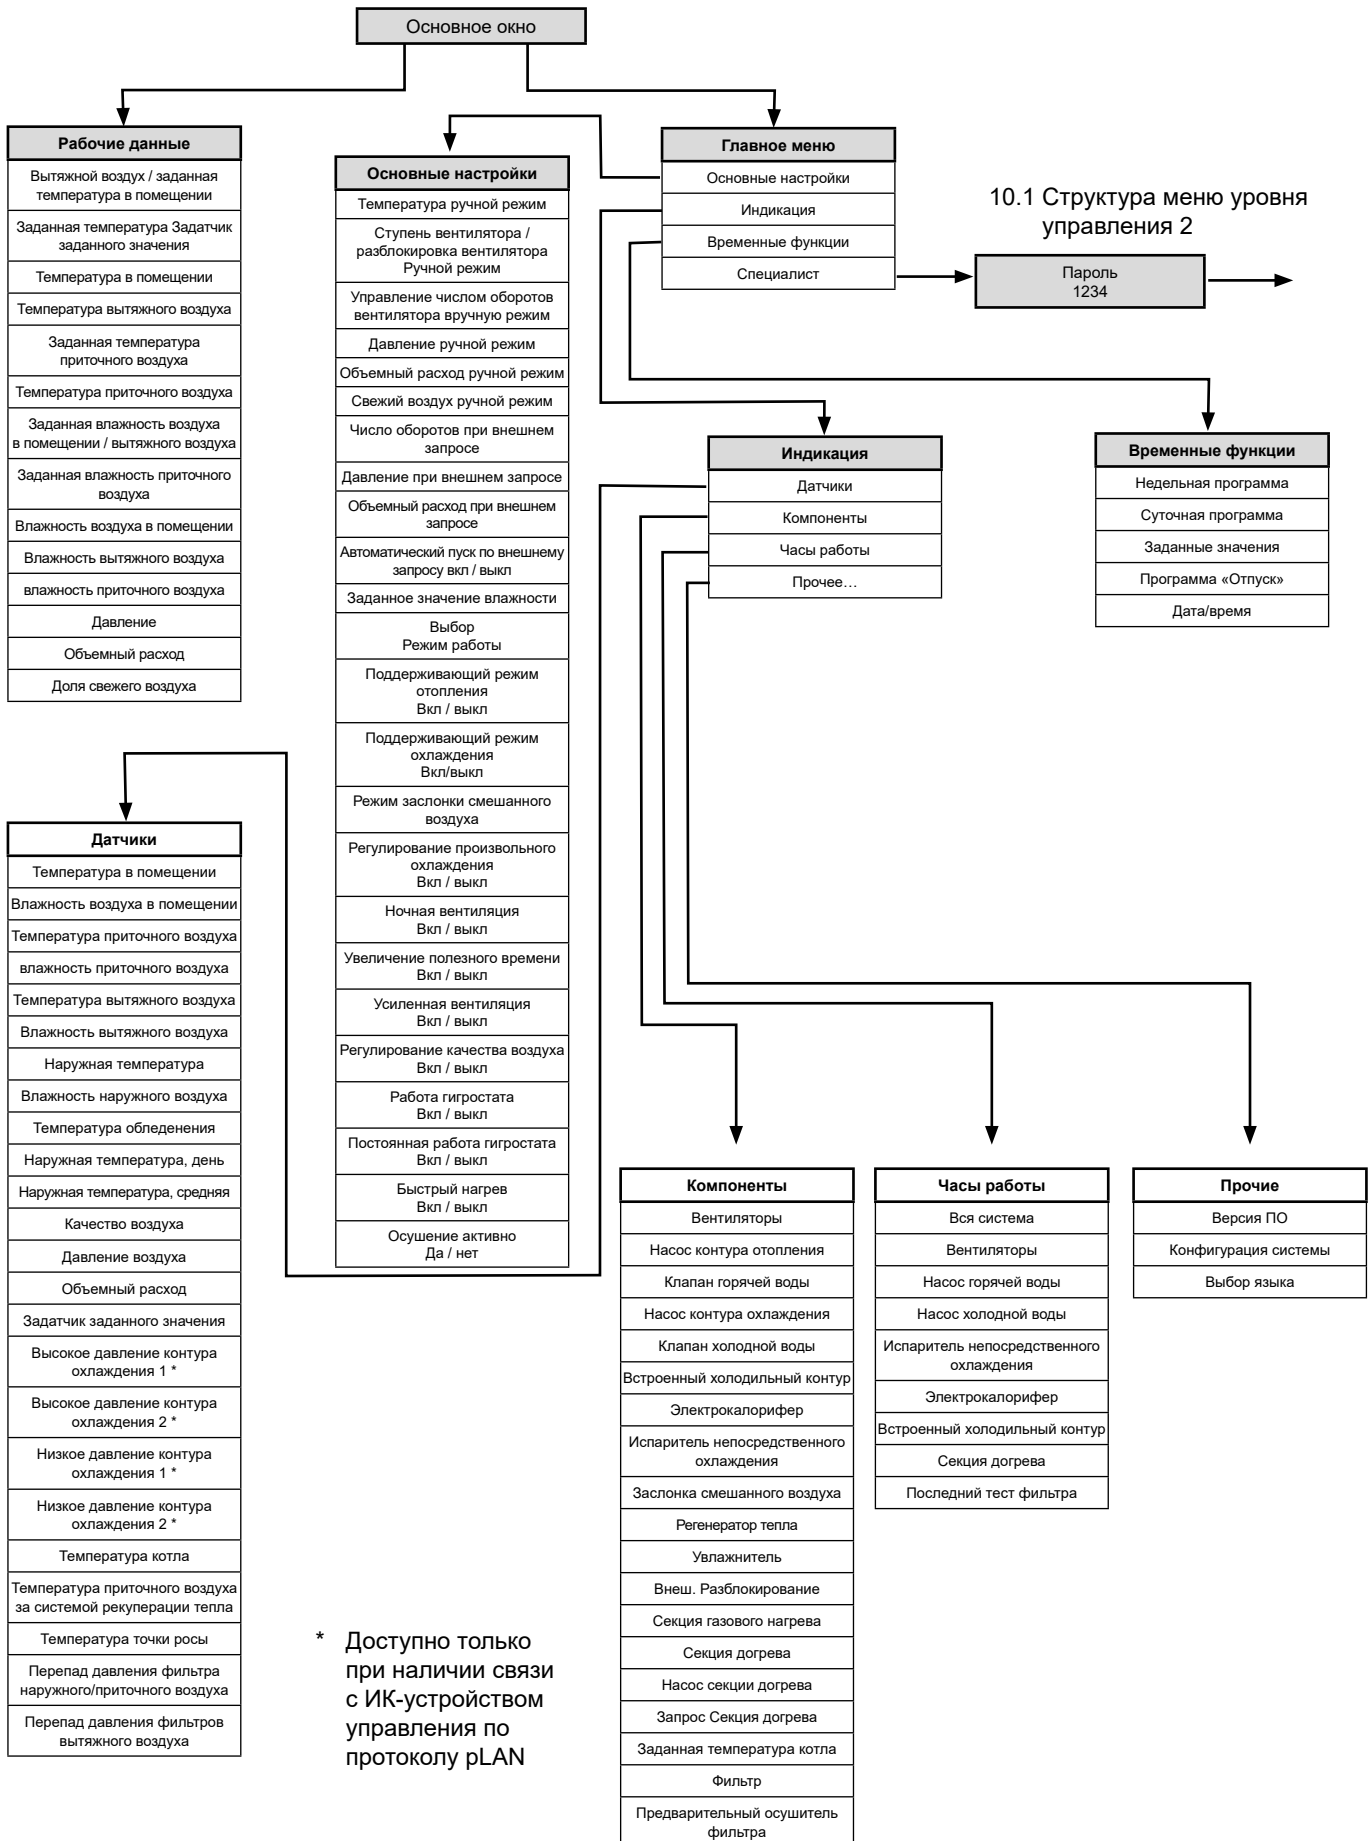 Основное окно
Рабочие данные
Вытяжной воздух / заданная
температура в помещении
Заданная температура Задатчик
заданного значения
Температура в помещении
Температура вытяжного воздуха
Заданная температура
приточного воздуха
Температура приточного воздуха
Заданная влажность воздуха
в помещении / вытяжного воздуха
Заданная влажность приточного
воздуха
Влажность воздуха в помещении
Влажность вытяжного воздуха
влажность приточного воздуха
Давление
Объемный расход
Доля свежего воздуха
Основные настройки
Температура ручной режим
Ступень вентилятора /
разблокировка вентилятора
Ручной режим
Управление числом оборотов
вентилятора вручную режим
Давление ручной режим
Объемный расход ручной режим
Свежий воздух ручной режим
Число оборотов при внешнем
запросе
Давление при внешнем запросе
Объемный расход при внешнем
запросе
Автоматический пуск по внешнему
запросу вкл / выкл
Заданное значение влажности
Выбор
Режим работы
Поддерживающий режим
отопления
Вкл / выкл
Поддерживающий режим
охлаждения
Вкл/выкл
Режим заслонки смешанного
воздуха
Регулирование произвольного
охлаждения
Вкл / выкл
Ночная вентиляция
Вкл / выкл
Увеличение полезного времени
Вкл / выкл
Усиленная вентиляция
Вкл / выкл
Регулирование качества воздуха
Вкл / выкл
Работа гигростата
Вкл / выкл
Постоянная работа гигростата
Вкл / выкл
Быстрый нагрев
Вкл / выкл
Осушение активно
Да / нет
Главное меню
Основные настройки
Индикация
Временные функции
Специалист
10.1 Структура меню уровня
управления 2
Пароль
1234
Индикация
Датчики
Компоненты
Часы работы
Прочее…
Временные функции
Недельная программа
Суточная программа
Заданные значения
Программа «Отпуск»
Дата/время
Датчики
Температура в помещении
Влажность воздуха в помещении
Температура приточного воздуха
влажность приточного воздуха
Температура вытяжного воздуха
Влажность вытяжного воздуха
Наружная температура
Влажность наружного воздуха
Температура обледенения
Наружная температура, день
Наружная температура, средняя
Качество воздуха
Давление воздуха
Объемный расход
Задатчик заданного значения
Высокое давление контура
охлаждения 1 *
Высокое давление контура
охлаждения 2 *
Низкое давление контура
охлаждения 1 *
Низкое давление контура
охлаждения 2 *
Температура котла
Температура приточного воздуха
за системой рекуперации тепла
Температура точки росы
Перепад давления фильтра
наружного/приточного воздуха
Перепад давления фильтров
вытяжного воздуха
* Доступно только
при наличии связи
с ИК-устройством
управления по
протоколу pLAN
Компоненты
Вентиляторы
Насос контура отопления
Клапан горячей воды
Насос контура охлаждения
Клапан холодной воды
Встроенный холодильный контур
Электрокалорифер
Испаритель непосредственного
охлаждения
Заслонка смешанного воздуха
Регенератор тепла
Увлажнитель
Внеш. Разблокирование
Секция газового нагрева
Секция догрева
Насос секции догрева
Запрос Секция догрева
Заданная температура котла
Фильтр
Предварительный осушитель
фильтра
Часы работы
Вся система
Вентиляторы
Насос горячей воды
Насос холодной воды
Испаритель непосредственного
охлаждения
Электрокалорифер
Встроенный холодильный контур
Секция догрева
Последний тест фильтра
Прочие
Версия ПО
Конфигурация системы
Выбор языка